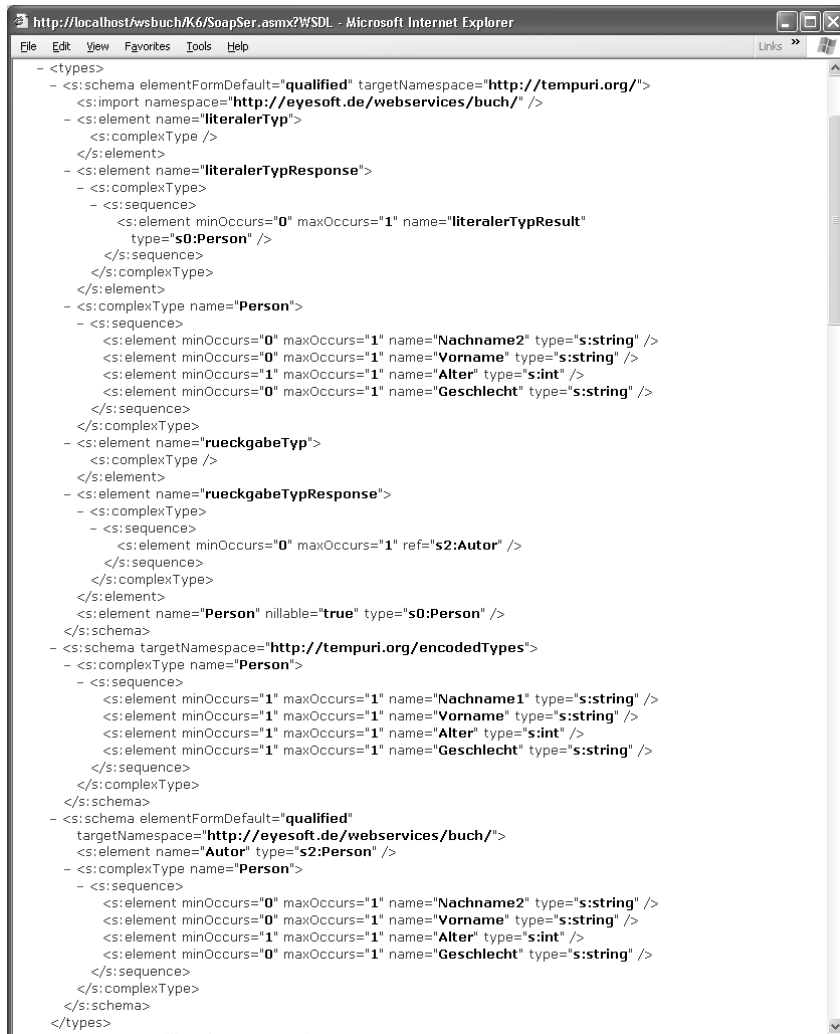 http://localhost/wsbuch/K6/SoapSer.asmx?WSDL - Microsoft Internet Explorer
File Edit View Favorites Tools Help Links »
- <types>
- <s:schema elementFormDefault="qualified" targetNamespace="http://tempuri.org/">
<s:import namespace="http://eyesoft.de/webservices/buch/" />
- <s:element name="literalerTyp">
<s:complexType />
</s:element>
- <s:element name="literalerTypResponse">
- <s:complexType>
- <s:sequence>
<s:element minOccurs="0" maxOccurs="1" name="literalerTypResult"
type="s0:Person" />
</s:sequence>
</s:complexType>
</s:element>
- <s:complexType name="Person">
- <s:sequence>
<s:element minOccurs="0" maxOccurs="1" name="Nachname2" type="s:string" />
<s:element minOccurs="0" maxOccurs="1" name="Vorname" type="s:string" />
<s:element minOccurs="1" maxOccurs="1" name="Alter" type="s:int" />
<s:element minOccurs="0" maxOccurs="1" name="Geschlecht" type="s:string" />
</s:sequence>
</s:complexType>
- <s:element name="rueckgabeTyp">
<s:complexType />
</s:element>
- <s:element name="rueckgabeTypResponse">
- <s:complexType>
- <s:sequence>
<s:element minOccurs="0" maxOccurs="1" ref="s2:Autor" />
</s:sequence>
</s:complexType>
</s:element>
<s:element name="Person" nillable="true" type="s0:Person" />
</s:schema>
- <s:schema targetNamespace="http://tempuri.org/encodedTypes">
- <s:complexType name="Person">
- <s:sequence>
<s:element minOccurs="1" maxOccurs="1" name="Nachname1" type="s:string" />
<s:element minOccurs="1" maxOccurs="1" name="Vorname" type="s:string" />
<s:element minOccurs="1" maxOccurs="1" name="Alter" type="s:int" />
<s:element minOccurs="1" maxOccurs="1" name="Geschlecht" type="s:string" />
</s:sequence>
</s:complexType>
</s:schema>
- <s:schema elementFormDefault="qualified"
targetNamespace="http://eyesoft.de/webservices/buch/">
<s:element name="Autor" type="s2:Person" />
- <s:complexType name="Person">
- <s:sequence>
<s:element minOccurs="0" maxOccurs="1" name="Nachname2" type="s:string" />
<s:element minOccurs="0" maxOccurs="1" name="Vorname" type="s:string" />
<s:element minOccurs="1" maxOccurs="1" name="Alter" type="s:int" />
<s:element minOccurs="0" maxOccurs="1" name="Geschlecht" type="s:string" />
</s:sequence>
</s:complexType>
</s:schema>
</types>